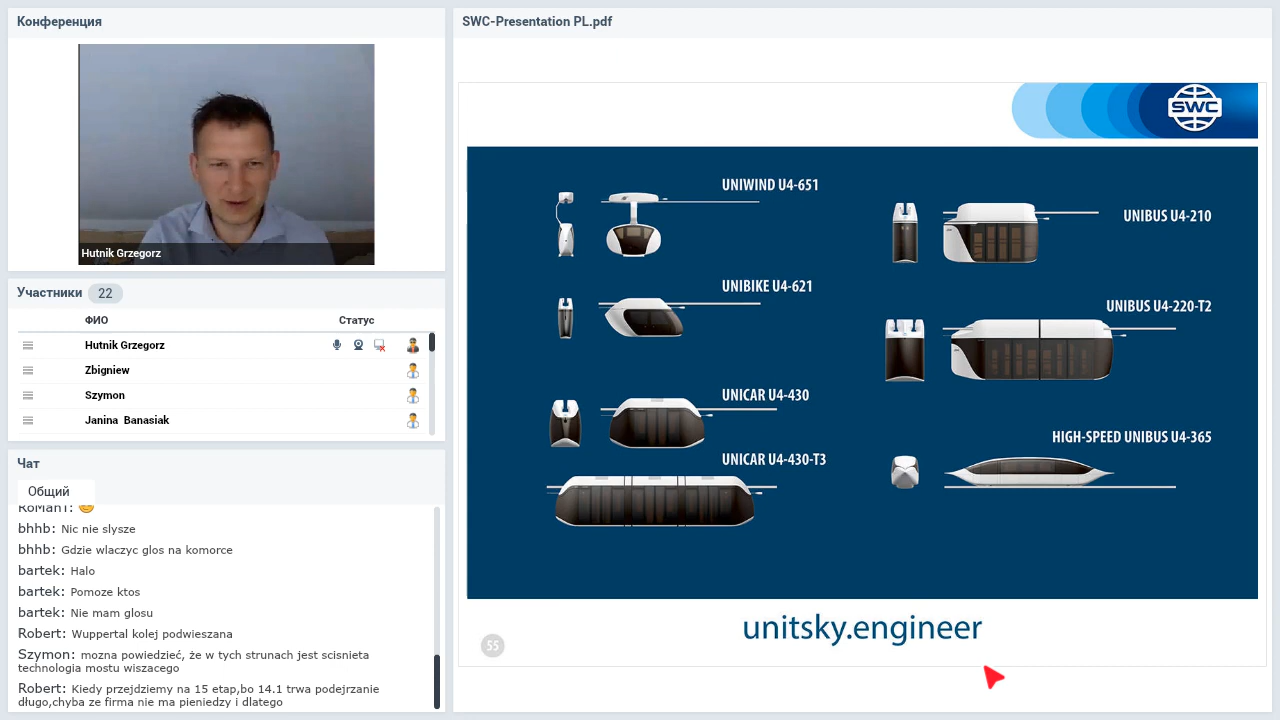 Конференция
Hutnik Grzegorz
Участники 22
ФИО Статус
Hutnik Grzegorz
Zbigniew
Szymon
Janina Banasiak
Чат
Общий
RoManT:
bhhb: Nic nie slysze
bhhb: Gdzie wlaczyc glos na komorce
bartek: Halo
bartek: Pomoze ktos
bartek: Nie mam glosu
Robert: Wuppertal kolej podwieszana
Szymon: mozna powiedzieć, że w tych strunach jest scisnieta
technologia mostu wiszacego
Robert: Kiedy przejdziemy na 15 etap,bo 14.1 trwa podejrzanie
długo,chyba ze firma nie ma pieniedzy i dlatego
SWC-Presentation PL.pdf
SWC
UNIWIND U4-651
UNIBIKE U4-621
UNICAR U4-430
UNICAR U4-430-T3
UNIBUS U4-210
UNIBUS U4-220-T2
HIGH-SPEED UNIBUS U4-365
unitsky.engineer
55